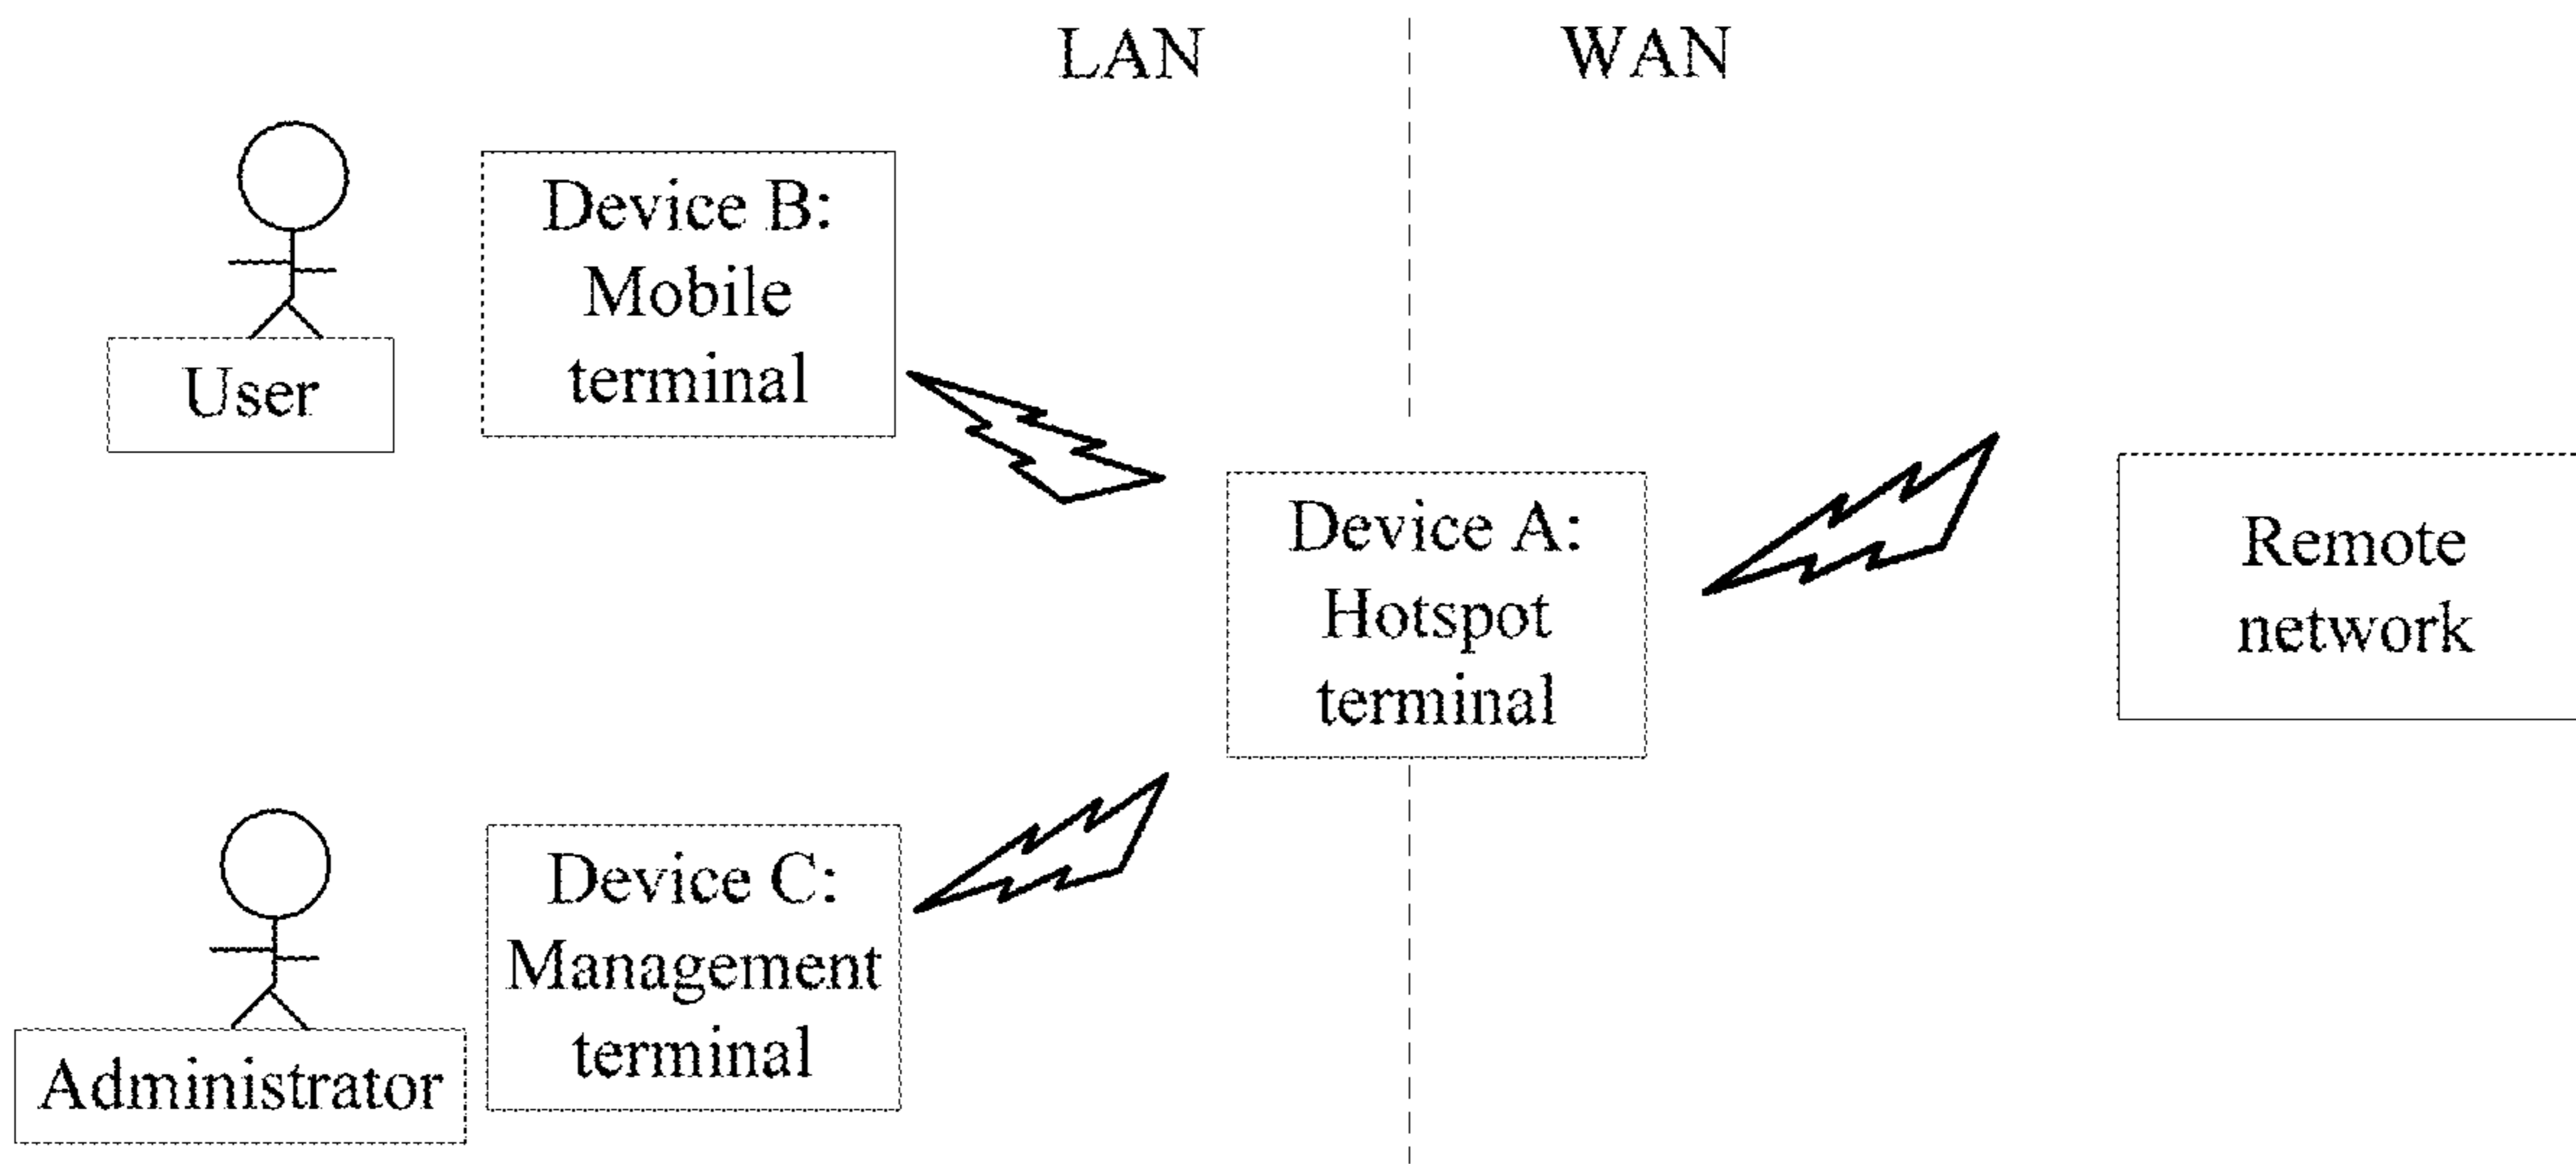 LAN
WAN
Device B:
Mobile
terminal
User
Device A:
Hotspot
terminal
Remote
network
Device C:
Management
terminal
Administrator